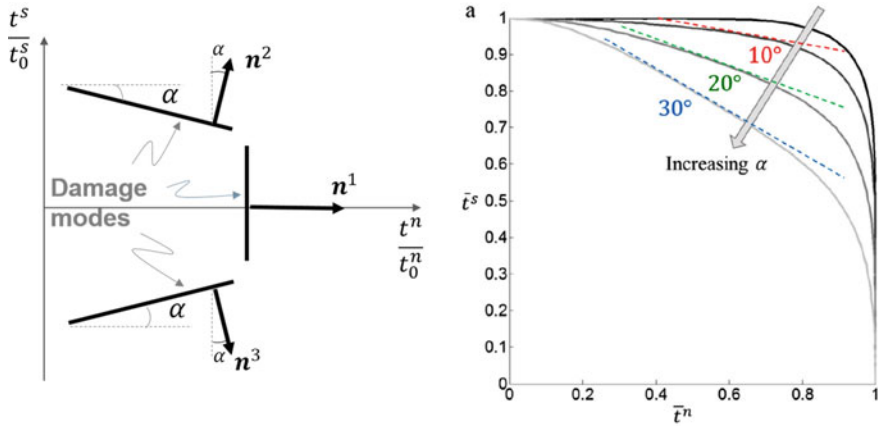 t^s
t_0^s
α
n^2
α
Damage
modes
n^1
t^n
t_0^n
α
α
n^3
a
1
0.9
0.8
0.7
0.6
t̄^s
0.5
0.4
0.3
0.2
0.1
0
10°
20°
30°
Increasing α
0 0.2 0.4 0.6 0.8 1
t̄^n